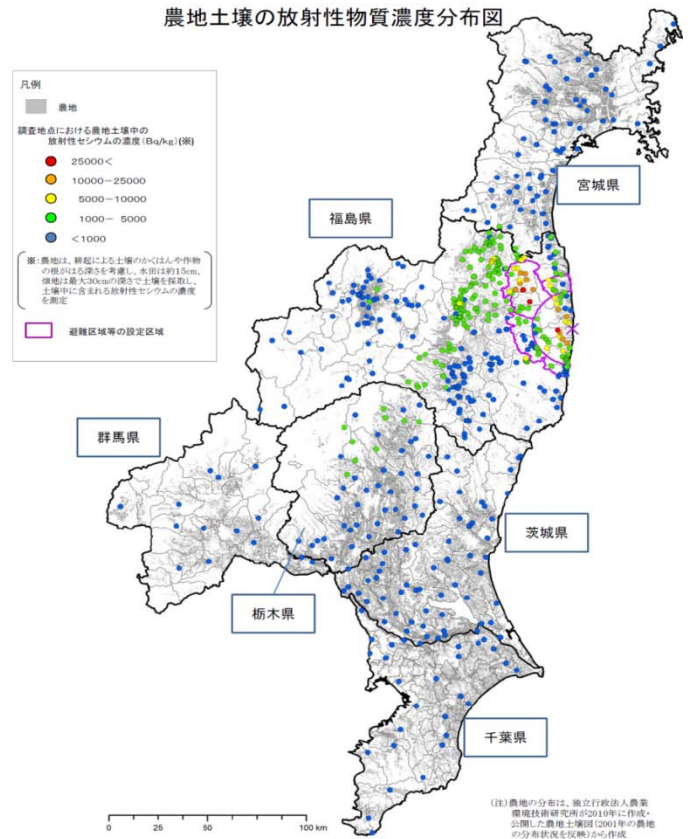 農地土壌の放射性物質濃度分布図
凡例
農地
調査地点における農地土壌中の
放射性セシウムの濃度(Bq/kg)(※)
25000<
10000-25000
5000-10000
1000- 5000
<1000
※:農地は、耕起による土壌のかくはんや作物
の根がはる深さを考慮し、水田は約15cm、
畑地は最大30cmの深さで土壌を採取し、
土壌中に含まれる放射性セシウムの濃度
を測定
避難区域等の設定区域
宮城県
福島県
群馬県
茨城県
栃木県
千葉県
0 25 50 100 km
(注)農地の分布は、独立行政法人農業
環境技術研究所が2010年に作成・
公開した農地土壌図(2001年の農地
の分布状況を反映)から作成